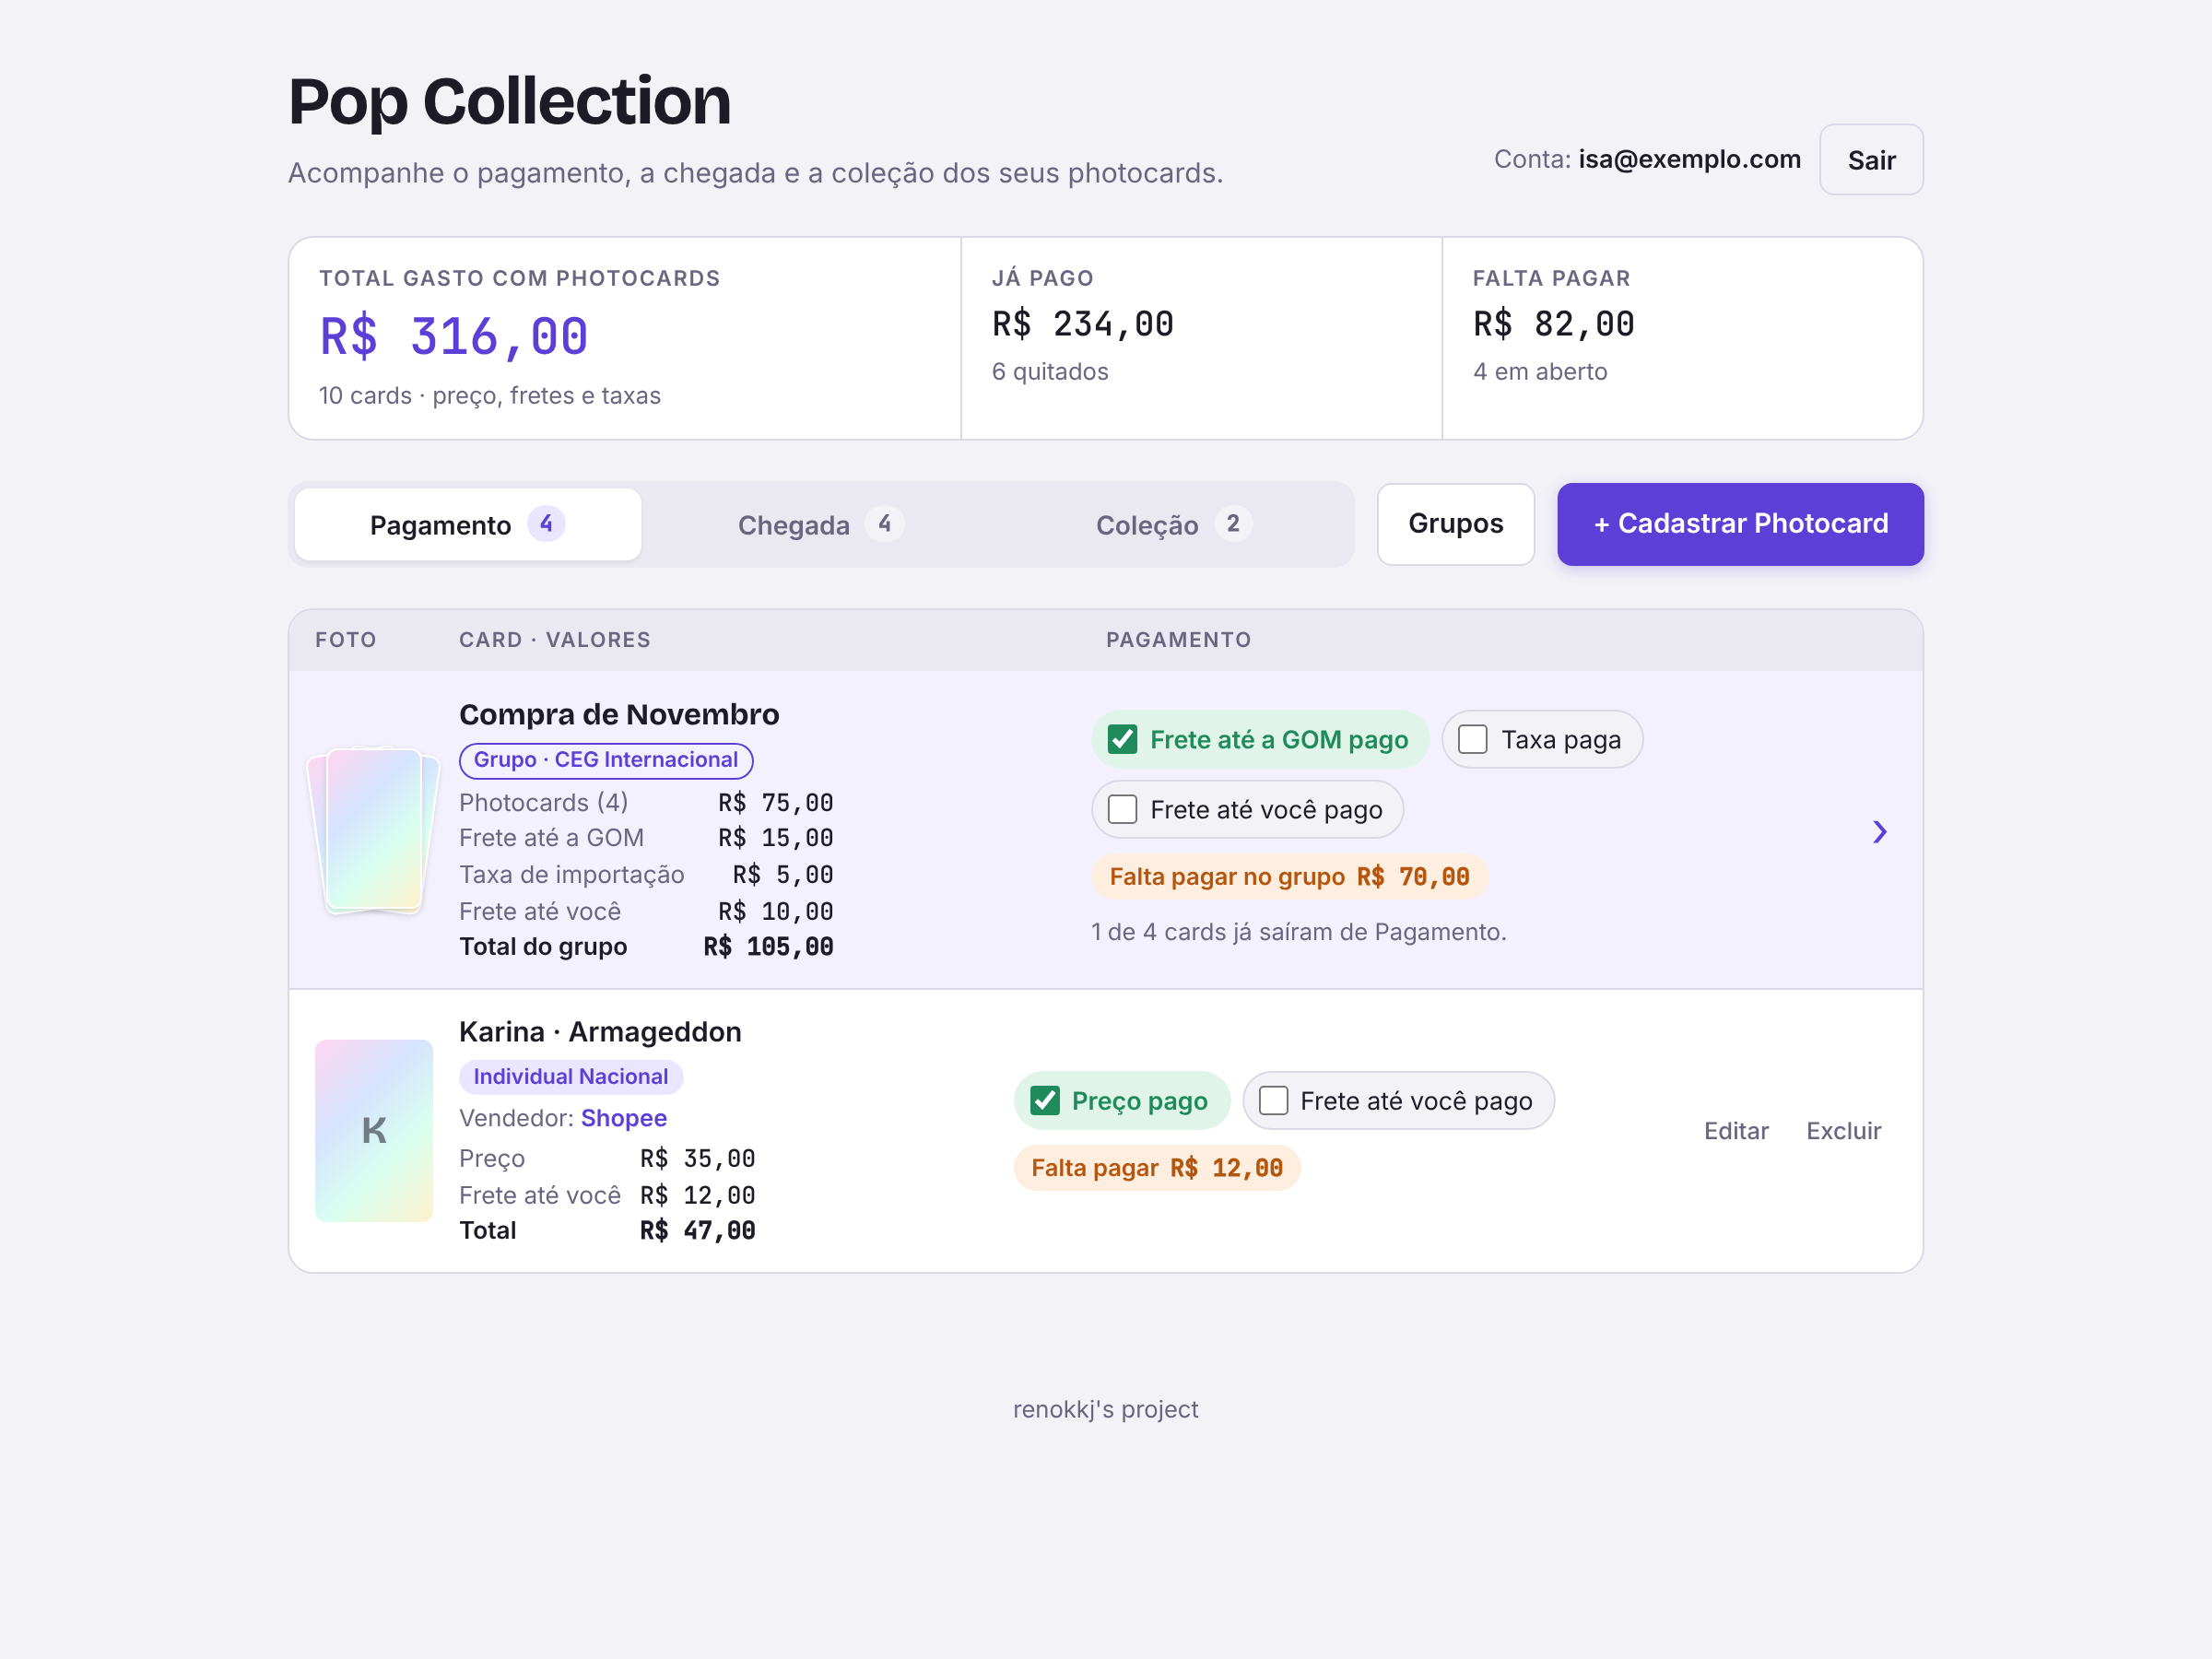 Pop Collection
Acompanhe o pagamento, a chegada e a coleção dos seus photocards.
Conta: isa@exemplo.com
Sair
TOTAL GASTO COM PHOTOCARDS
R$ 316,00
10 cards · preço, fretes e taxas
JÁ PAGO
R$ 234,00
6 quitados
FALTA PAGAR
R$ 82,00
4 em aberto
Pagamento 4
Chegada 4
Coleção 2
Grupos
+ Cadastrar Photocard
FOTO
CARD · VALORES
PAGAMENTO
Compra de Novembro
Grupo · CEG Internacional
Photocards (4) R$ 75,00
Frete até a GOM R$ 15,00
Taxa de importação R$ 5,00
Frete até você R$ 10,00
Total do grupo R$ 105,00
Frete até a GOM pago
Taxa paga
Frete até você pago
Falta pagar no grupo R$ 70,00
1 de 4 cards já saíram de Pagamento.
K
Karina · Armageddon
Individual Nacional
Vendedor: Shopee
Preço R$ 35,00
Frete até você R$ 12,00
Total R$ 47,00
Preço pago
Frete até você pago
Falta pagar R$ 12,00
Editar
Excluir
renokkj's project